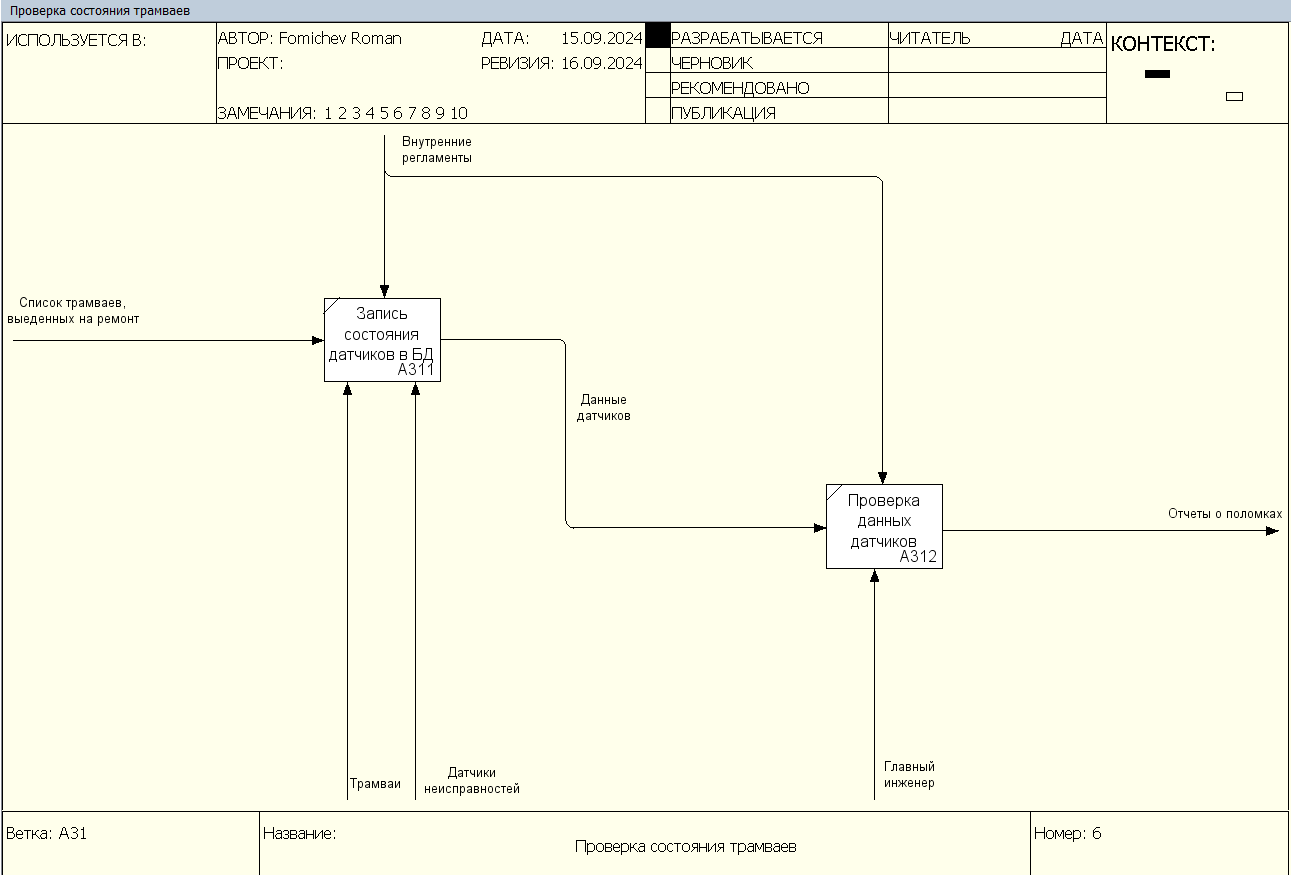 Проверка состояния трамваев
ИСПОЛЬЗУЕТСЯ В:
АВТОР: Fomichev Roman
ДАТА: 15.09.2024
ПРОЕКТ:
РЕВИЗИЯ: 16.09.2024
ЗАМЕЧАНИЯ: 1 2 3 4 5 6 7 8 9 10
РАЗРАБАТЫВАЕТСЯ
ЧЕРНОВИК
РЕКОМЕНДОВАНО
ПУБЛИКАЦИЯ
ЧИТАТЕЛЬ
ДАТА
КОНТЕКСТ:
Внутренние
регламенты
Список трамваев,
выеденных на ремонт
Запись
состояния
датчиков в БД
A311
Данные
датчиков
Проверка
данных
датчиков
A312
Отчеты о поломках
Трамваи
Датчики
неисправностей
Главный
инженер
Ветка: A31
Название:
Проверка состояния трамваев
Номер: 6